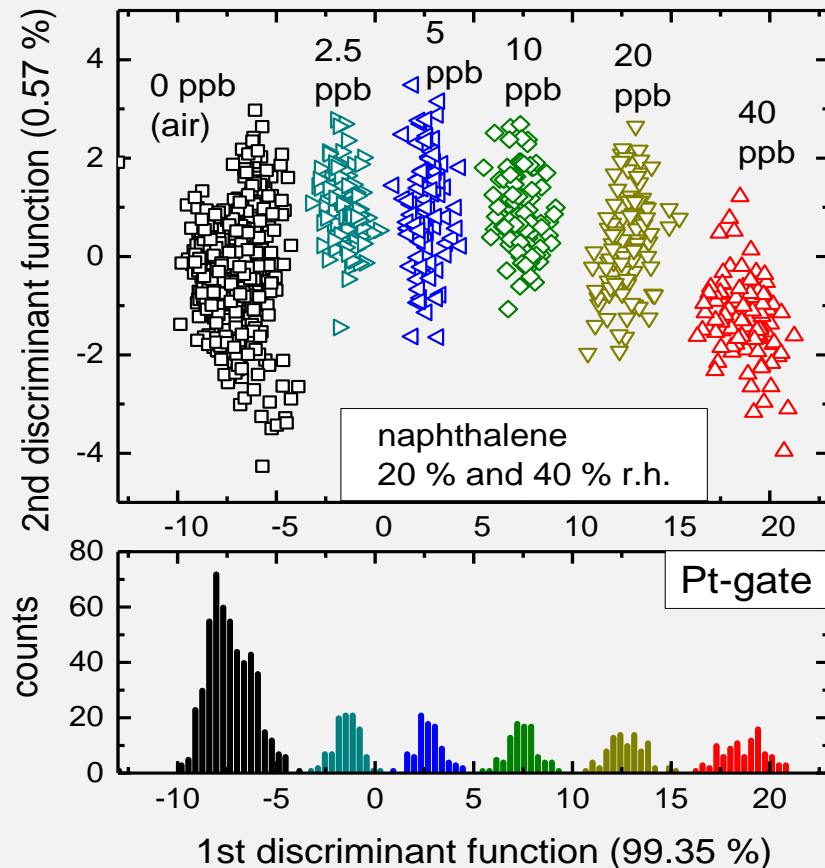 2nd discriminant function (0.57 %)
4
2
0
-2
-4
0 ppb
(air)
2.5
ppb
5
ppb
10
ppb
20
ppb
40
ppb
naphthalene
20 % and 40 % r.h.
-10 -5 0 5 10 15 20
counts
80
60
40
20
0
Pt-gate
-10 -5 0 5 10 15 20
1st discriminant function (99.35 %)